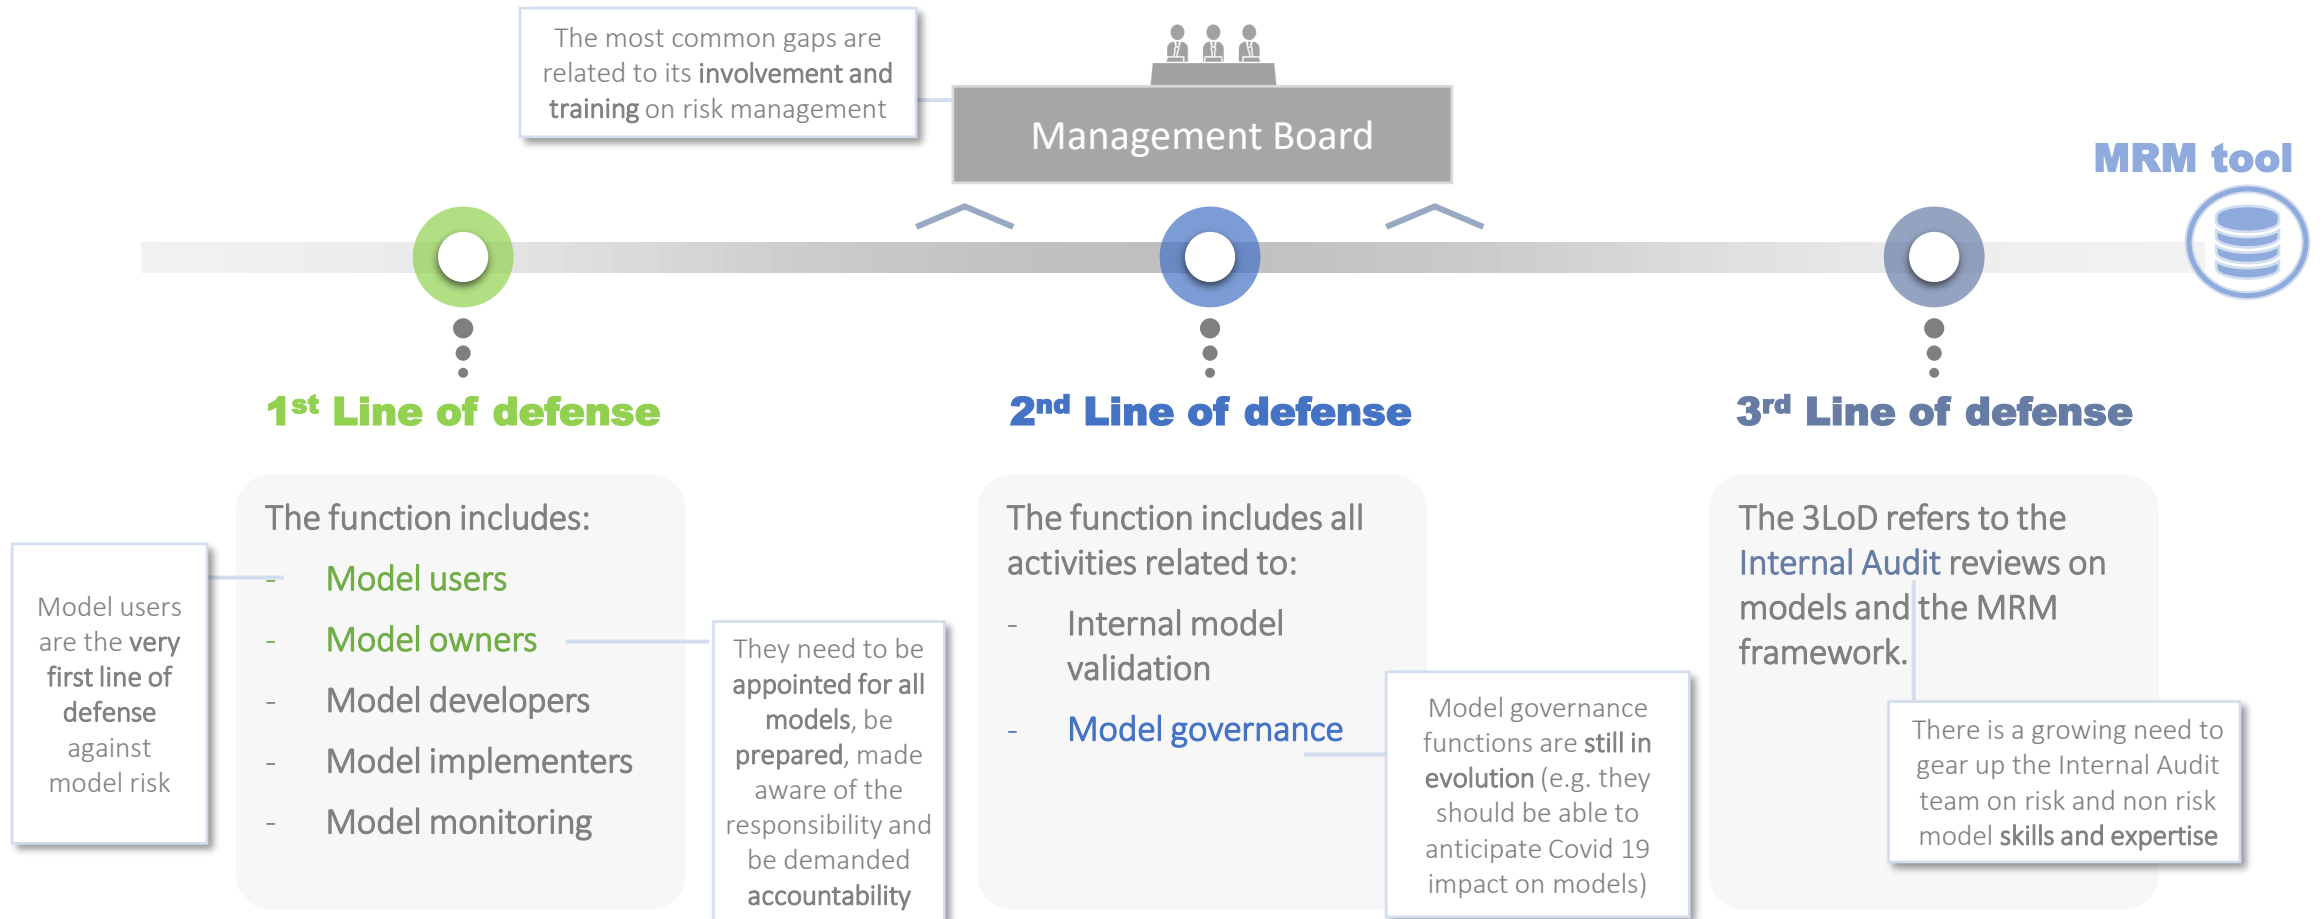 The most common gaps are
related to its involvement and
training on risk management
Management Board
MRM tool
1st Line of defense
2nd Line of defense
3rd Line of defense
The function includes:
- Model users
- Model owners
- Model developers
- Model implementers
- Model monitoring
Model users
are the very
first line of
defense
against
model risk
They need to be
appointed for all
models, be
prepared, made
aware of the
responsibility and
be demanded
accountability
The function includes all
activities related to:
- Internal model
validation
- Model governance
Model governance
functions are still in
evolution (e.g. they
should be able to
anticipate Covid 19
impact on models)
The 3LoD refers to the
Internal Audit reviews on
models and the MRM
framework.
There is a growing need to
gear up the Internal Audit
team on risk and non risk
model skills and expertise